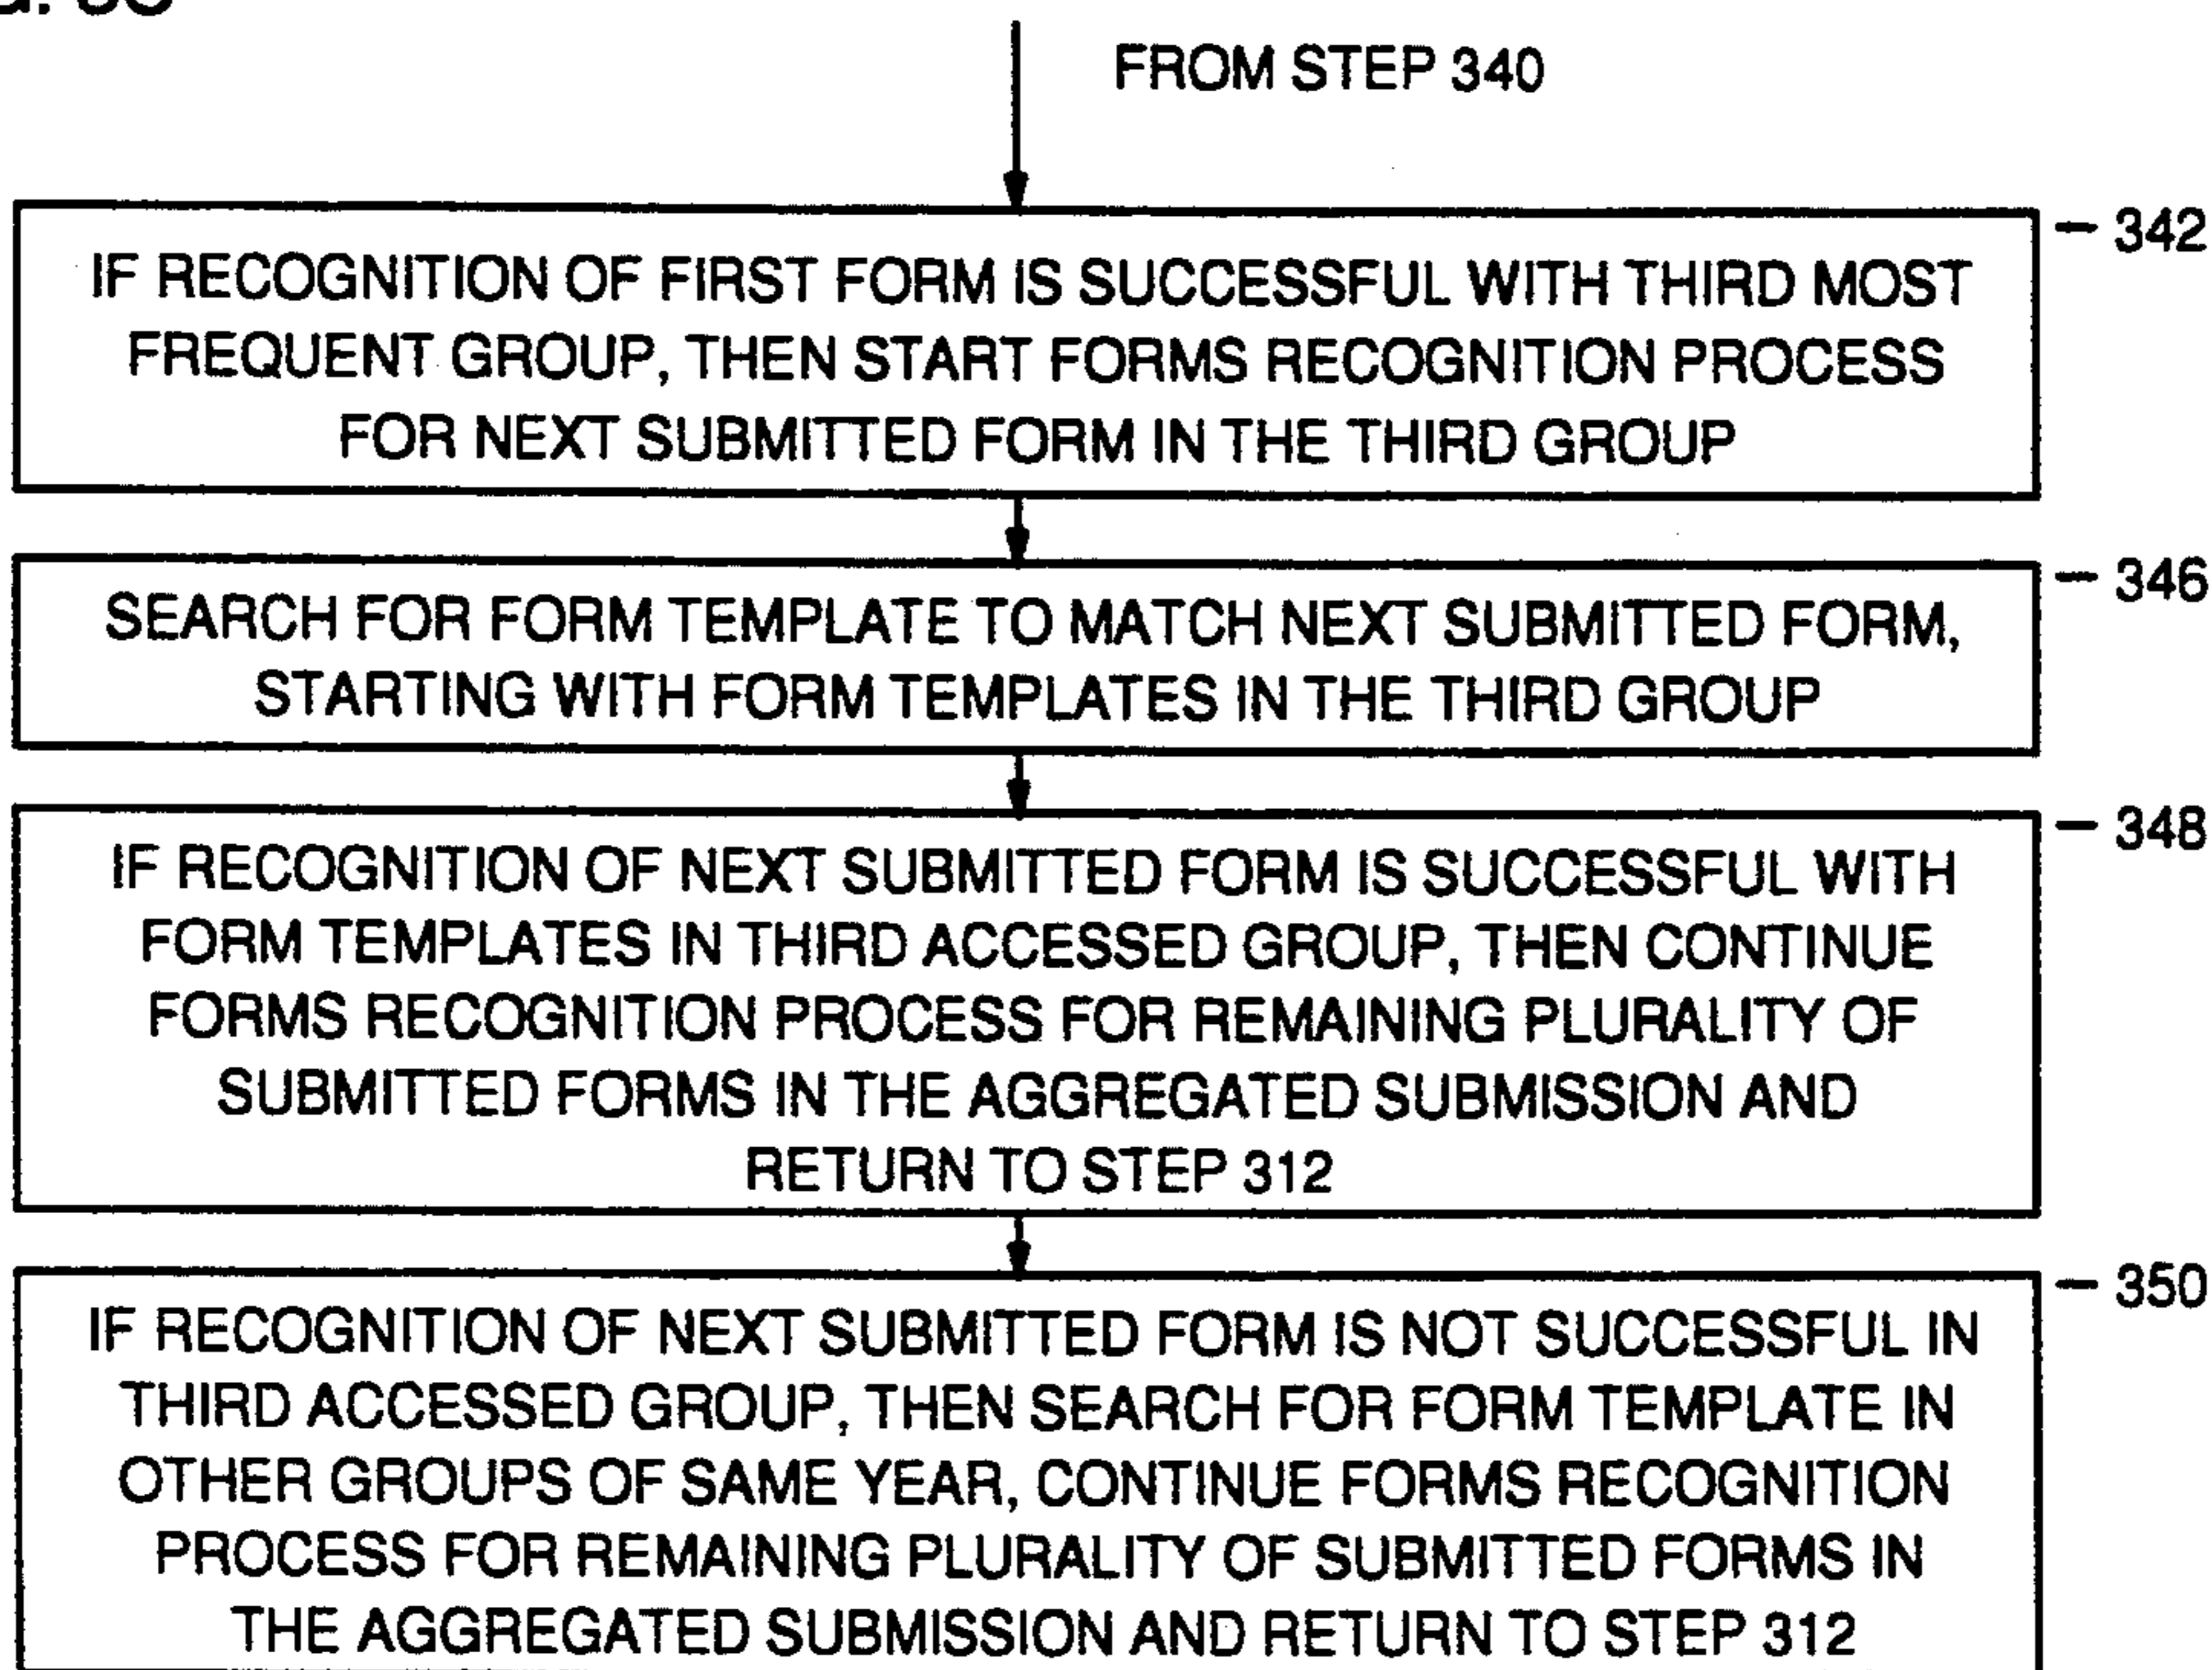 FROM STEP 340
342
IF RECOGNITION OF FIRST FORM IS SUCCESSFUL WITH THIRD MOST
FREQUENT GROUP, THEN START FORMS RECOGNITION PROCESS
FOR NEXT SUBMITTED FORM IN THE THIRD GROUP
346
SEARCH FOR FORM TEMPLATE TO MATCH NEXT SUBMITTED FORM,
STARTING WITH FORM TEMPLATES IN THE THIRD GROUP
348
IF RECOGNITION OF NEXT SUBMITTED FORM IS SUCCESSFUL WITH
FORM TEMPLATES IN THIRD ACCESSED GROUP, THEN CONTINUE
FORMS RECOGNITION PROCESS FOR REMAINING PLURALITY OF
SUBMITTED FORMS IN THE AGGREGATED SUBMISSION AND
RETURN TO STEP 312
350
IF RECOGNITION OF NEXT SUBMITTED FORM IS NOT SUCCESSFUL IN
THIRD ACCESSED GROUP, THEN SEARCH FOR FORM TEMPLATE IN
OTHER GROUPS OF SAME YEAR, CONTINUE FORMS RECOGNITION
PROCESS FOR REMAINING PLURALITY OF SUBMITTED FORMS IN
THE AGGREGATED SUBMISSION AND RETURN TO STEP 312